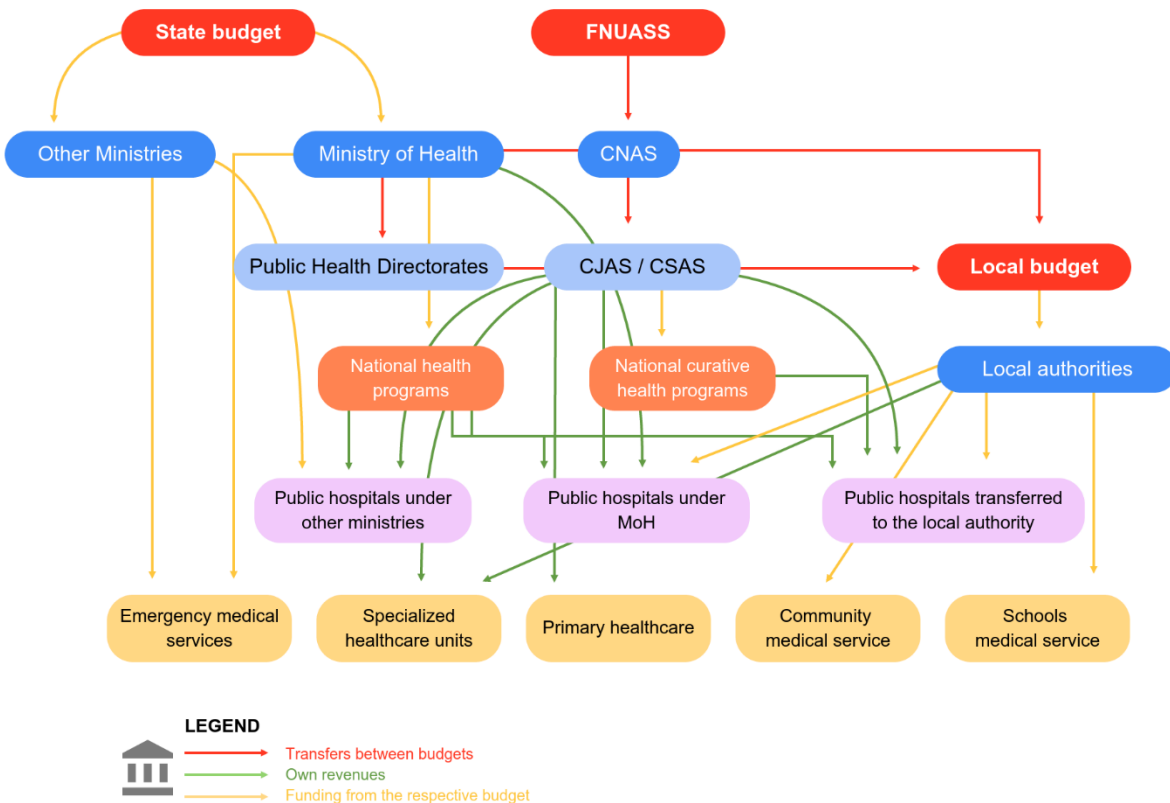 State budget
FNUASS
Other Ministries
Ministry of Health
CNAS
Public Health Directorates
CJAS / CSAS
Local budget
National health
programs
National curative
health programs
Local authorities
Public hospitals under
other ministries
Public hospitals under
MoH
Public hospitals transferred
to the local authority
Emergency medical
services
Specialized
healthcare units
Primary healthcare
Community
medical service
Schools
medical service
LEGEND
Transfers between budgets
Own revenues
Funding from the respective budget